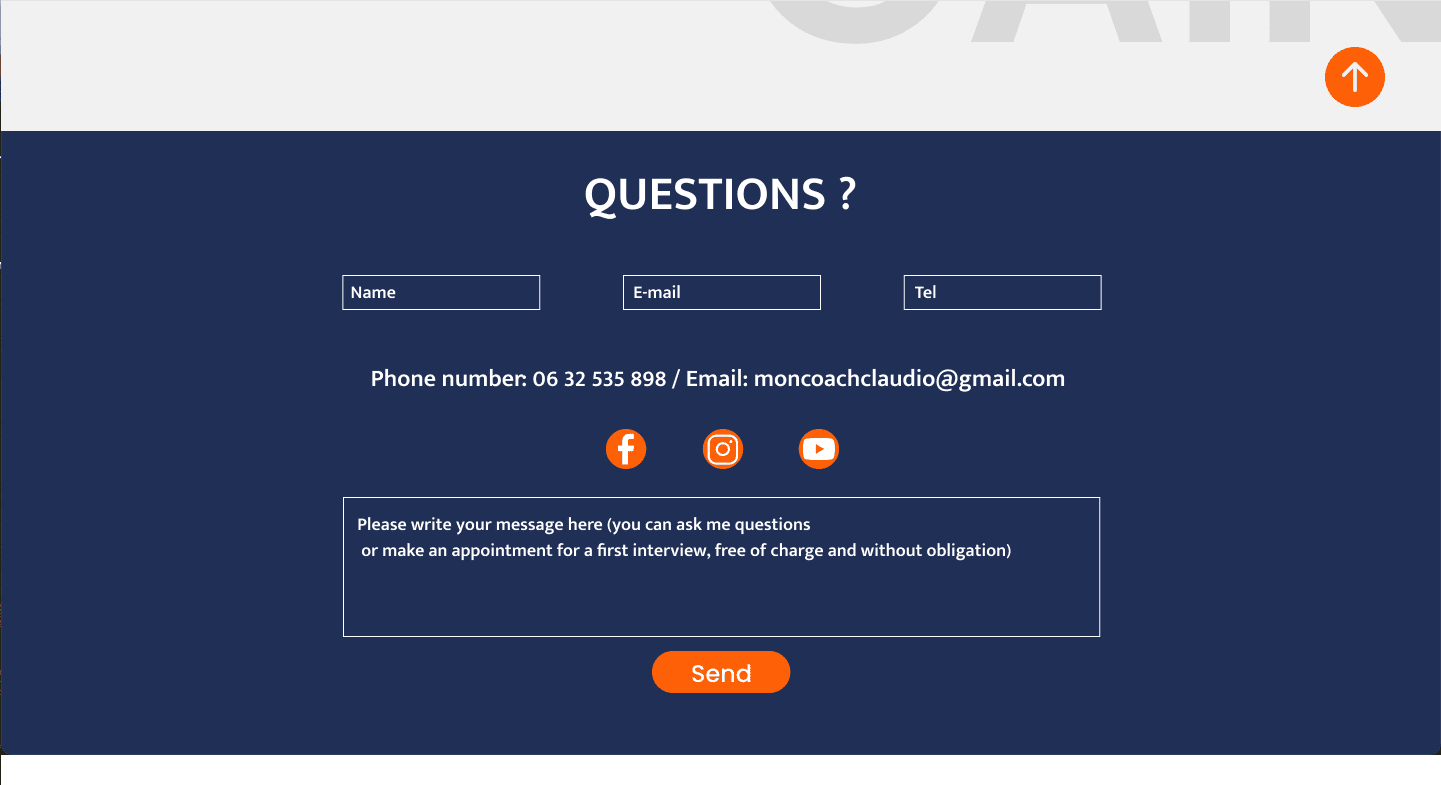 QUESTIONS ?
Name
E-mail
Tel
Phone number: 06 32 535 898 / Email: moncoachclaudio@gmail.com
Please write your message here (you can ask me questions
or make an appointment for a first interview, free of charge and without obligation)
Send